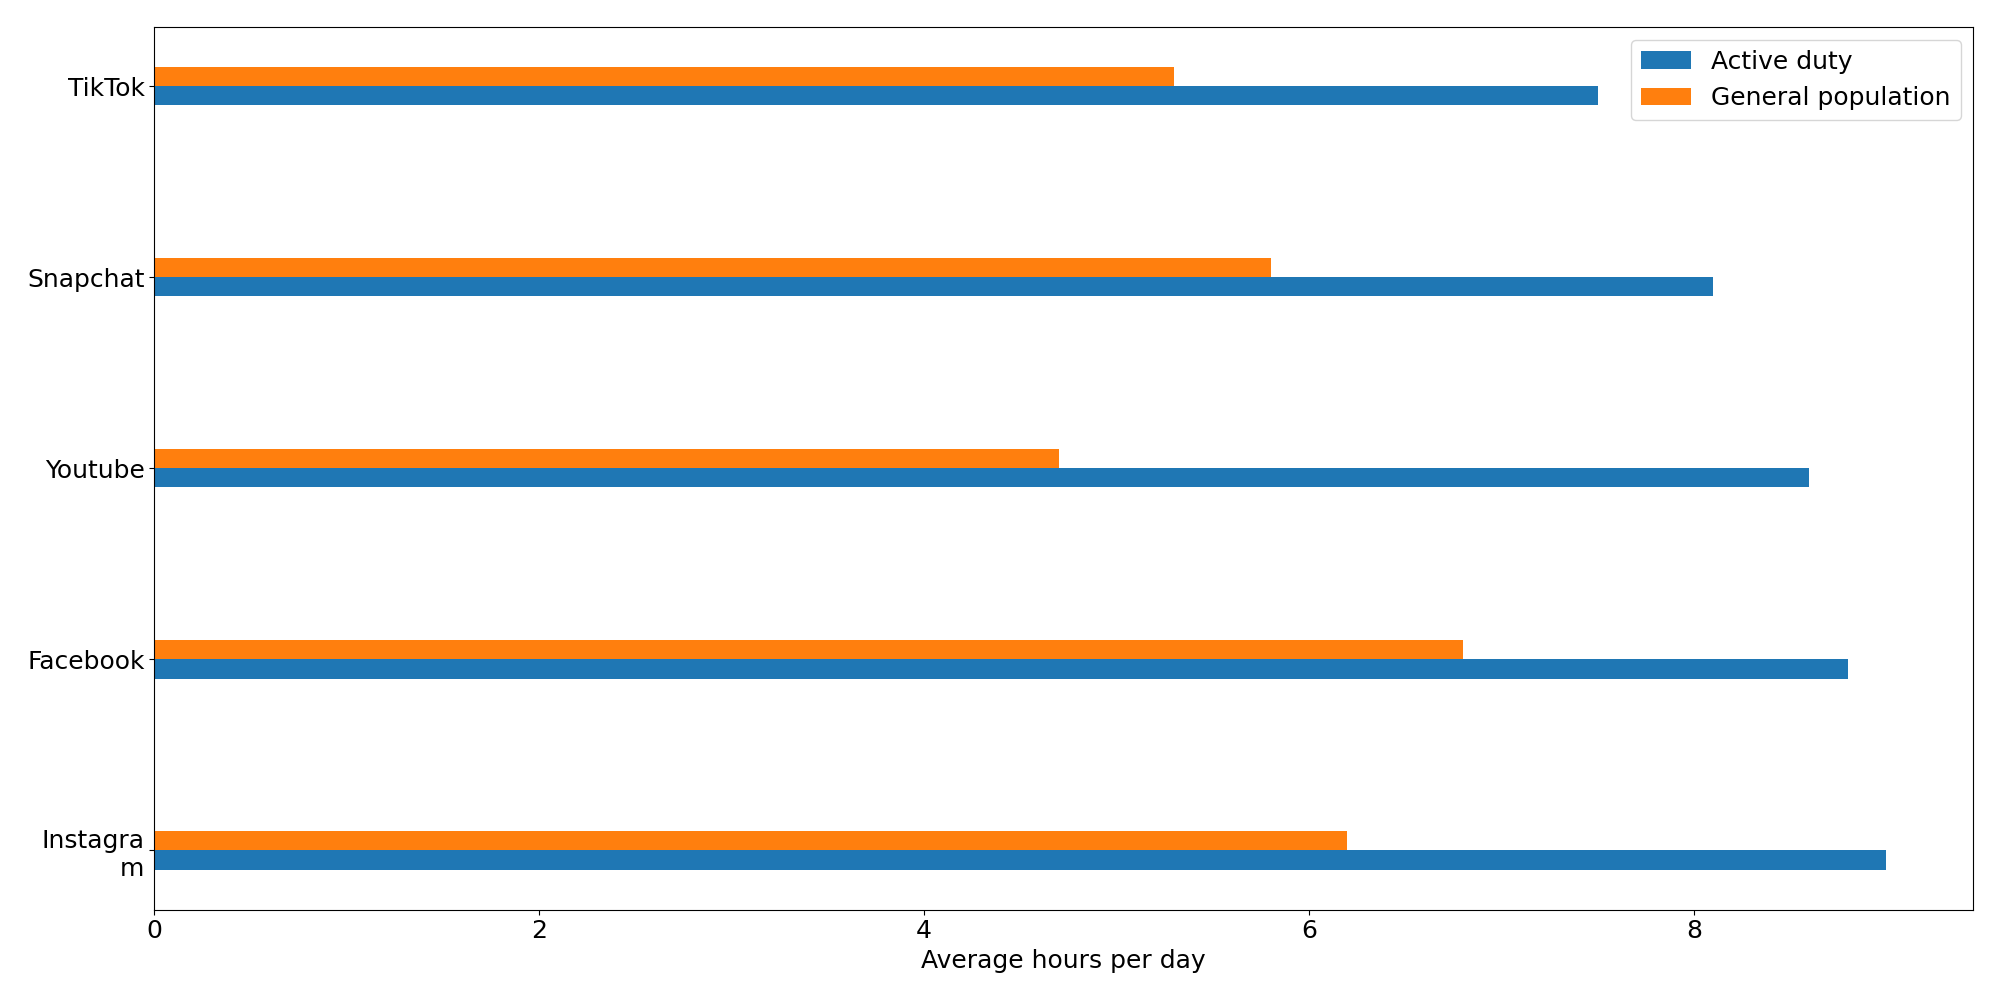 Active duty
General population
TikTok
Snapchat
Youtube
Facebook
Instagra
m
0 2 4 6 8
Average hours per day